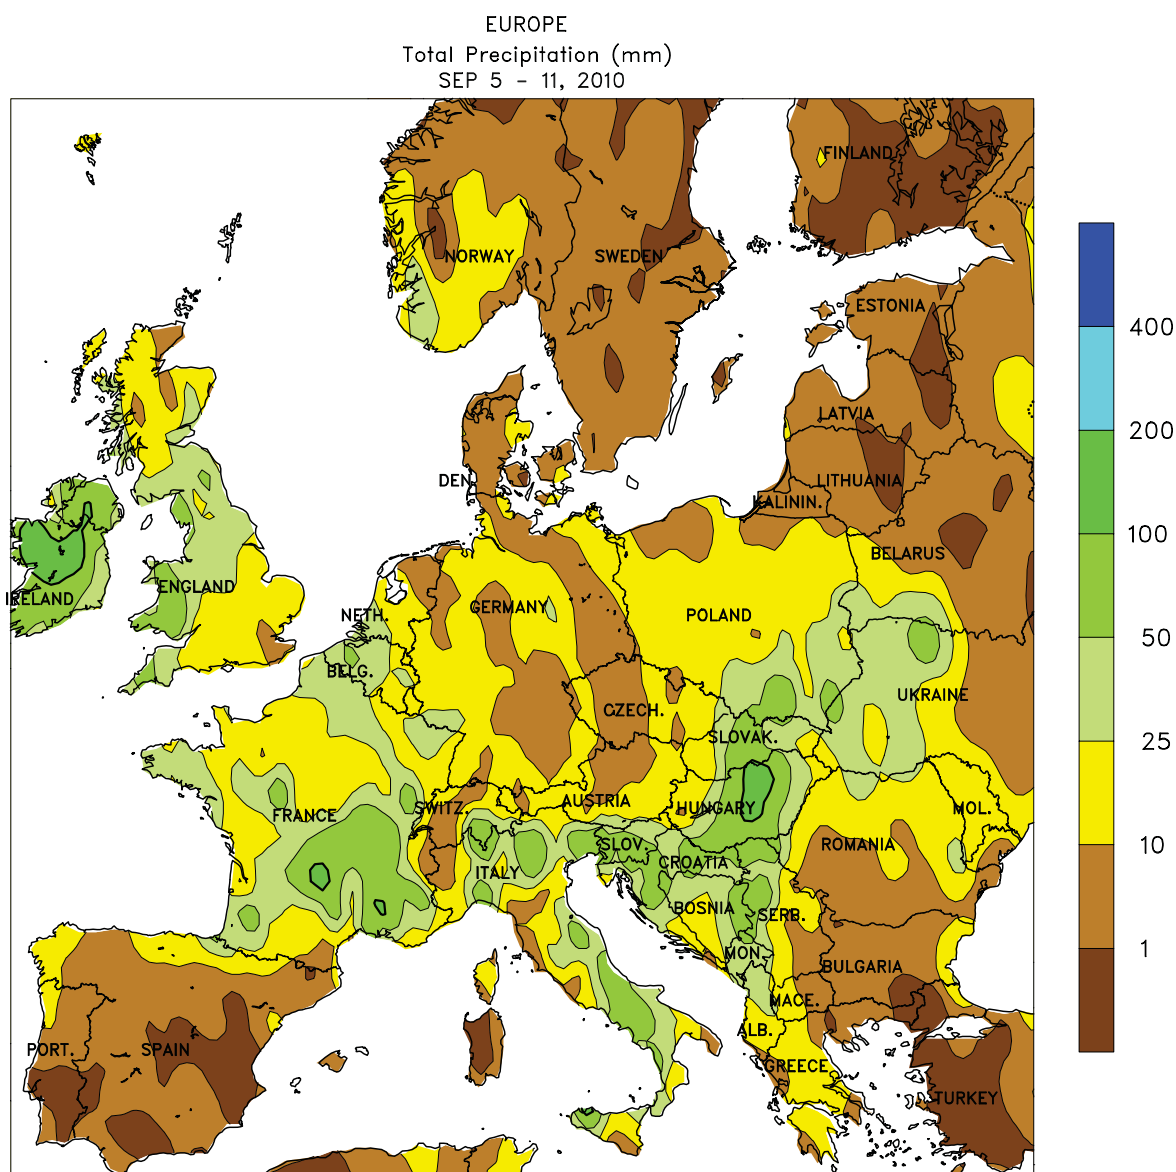 EUROPE
Total Precipitation (mm)
SEP 5 - 11, 2010
FINLAND
NORWAY
SWEDEN
ESTONIA
400
LATVIA
200
DEN.
LITHUANIA
KALININ.
100
BELARUS
ENGLAND
IRELAND
NETH.
GERMANY
POLAND
50
BELG.
UKRAINE
CZECH.
SLOVAK.
25
FRANCE
SWITZ.
AUSTRIA
HUNGARY
MOL.
SLOV.
ROMANIA
10
CROATIA
ITALY
BOSNIA
SERB.
MON.
1
BULGARIA
MACE.
ALB.
PORT.
SPAIN
GREECE
TURKEY